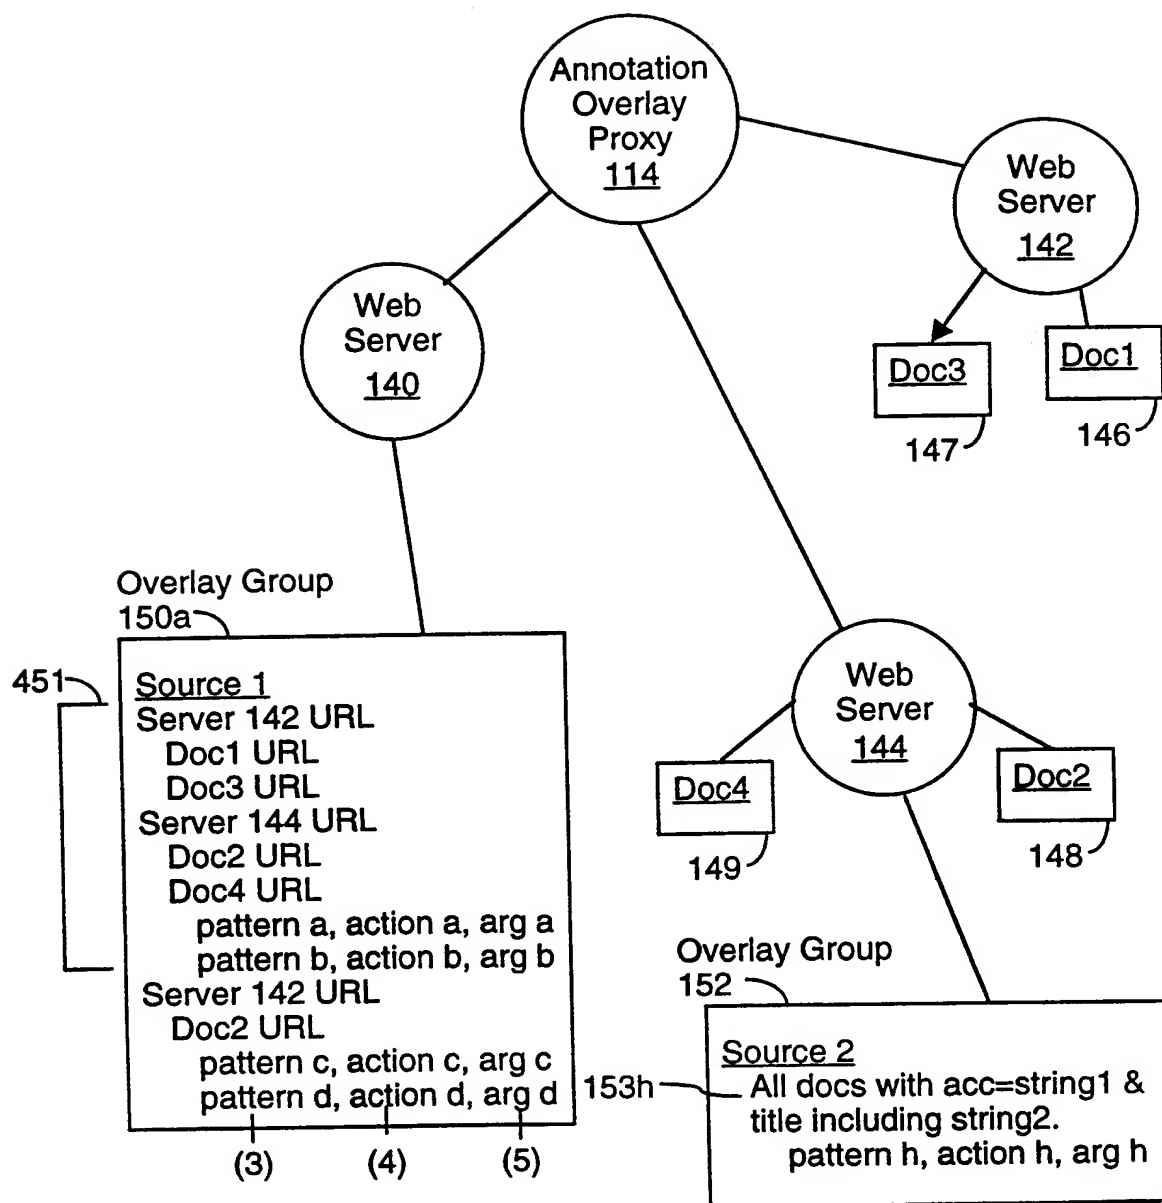 Annotation
Overlay
Proxy
114
Web
Server
142
Web
Server
140
Doc3
Doc1
147
146
Overlay Group
150a
451
Source 1
Server 142 URL
Doc1 URL
Doc3 URL
Server 144 URL
Doc2 URL
Doc4 URL
pattern a, action a, arg a
pattern b, action b, arg b
Server 142 URL
Doc2 URL
pattern c, action c, arg c
pattern d, action d, arg d
(3) (4) (5)
Web
Server
144
Doc4
Doc2
149
148
Overlay Group
152
153h
Source 2
All docs with acc=string1 &
title including string2.
pattern h, action h, arg h